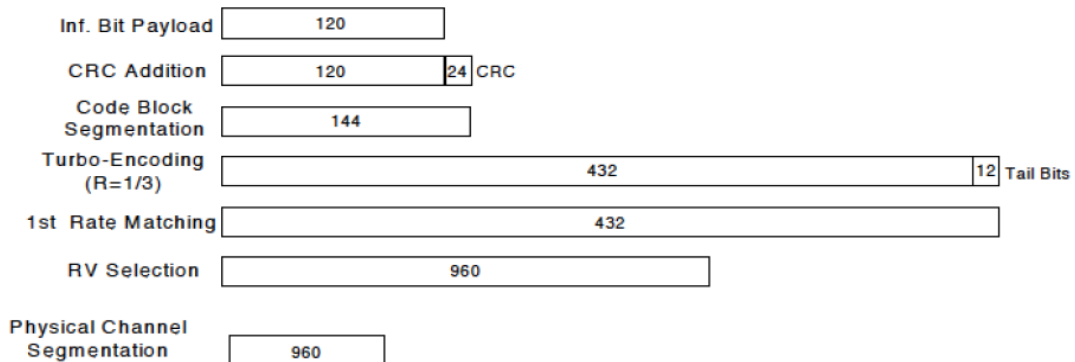 Inf. Bit Payload 120
CRC Addition 120 24 CRC
Code Block
Segmentation 144
Turbo-Encoding
(R=1/3) 432 12 Tail Bits
1st Rate Matching 432
RV Selection 960
Physical Channel
Segmentation 960